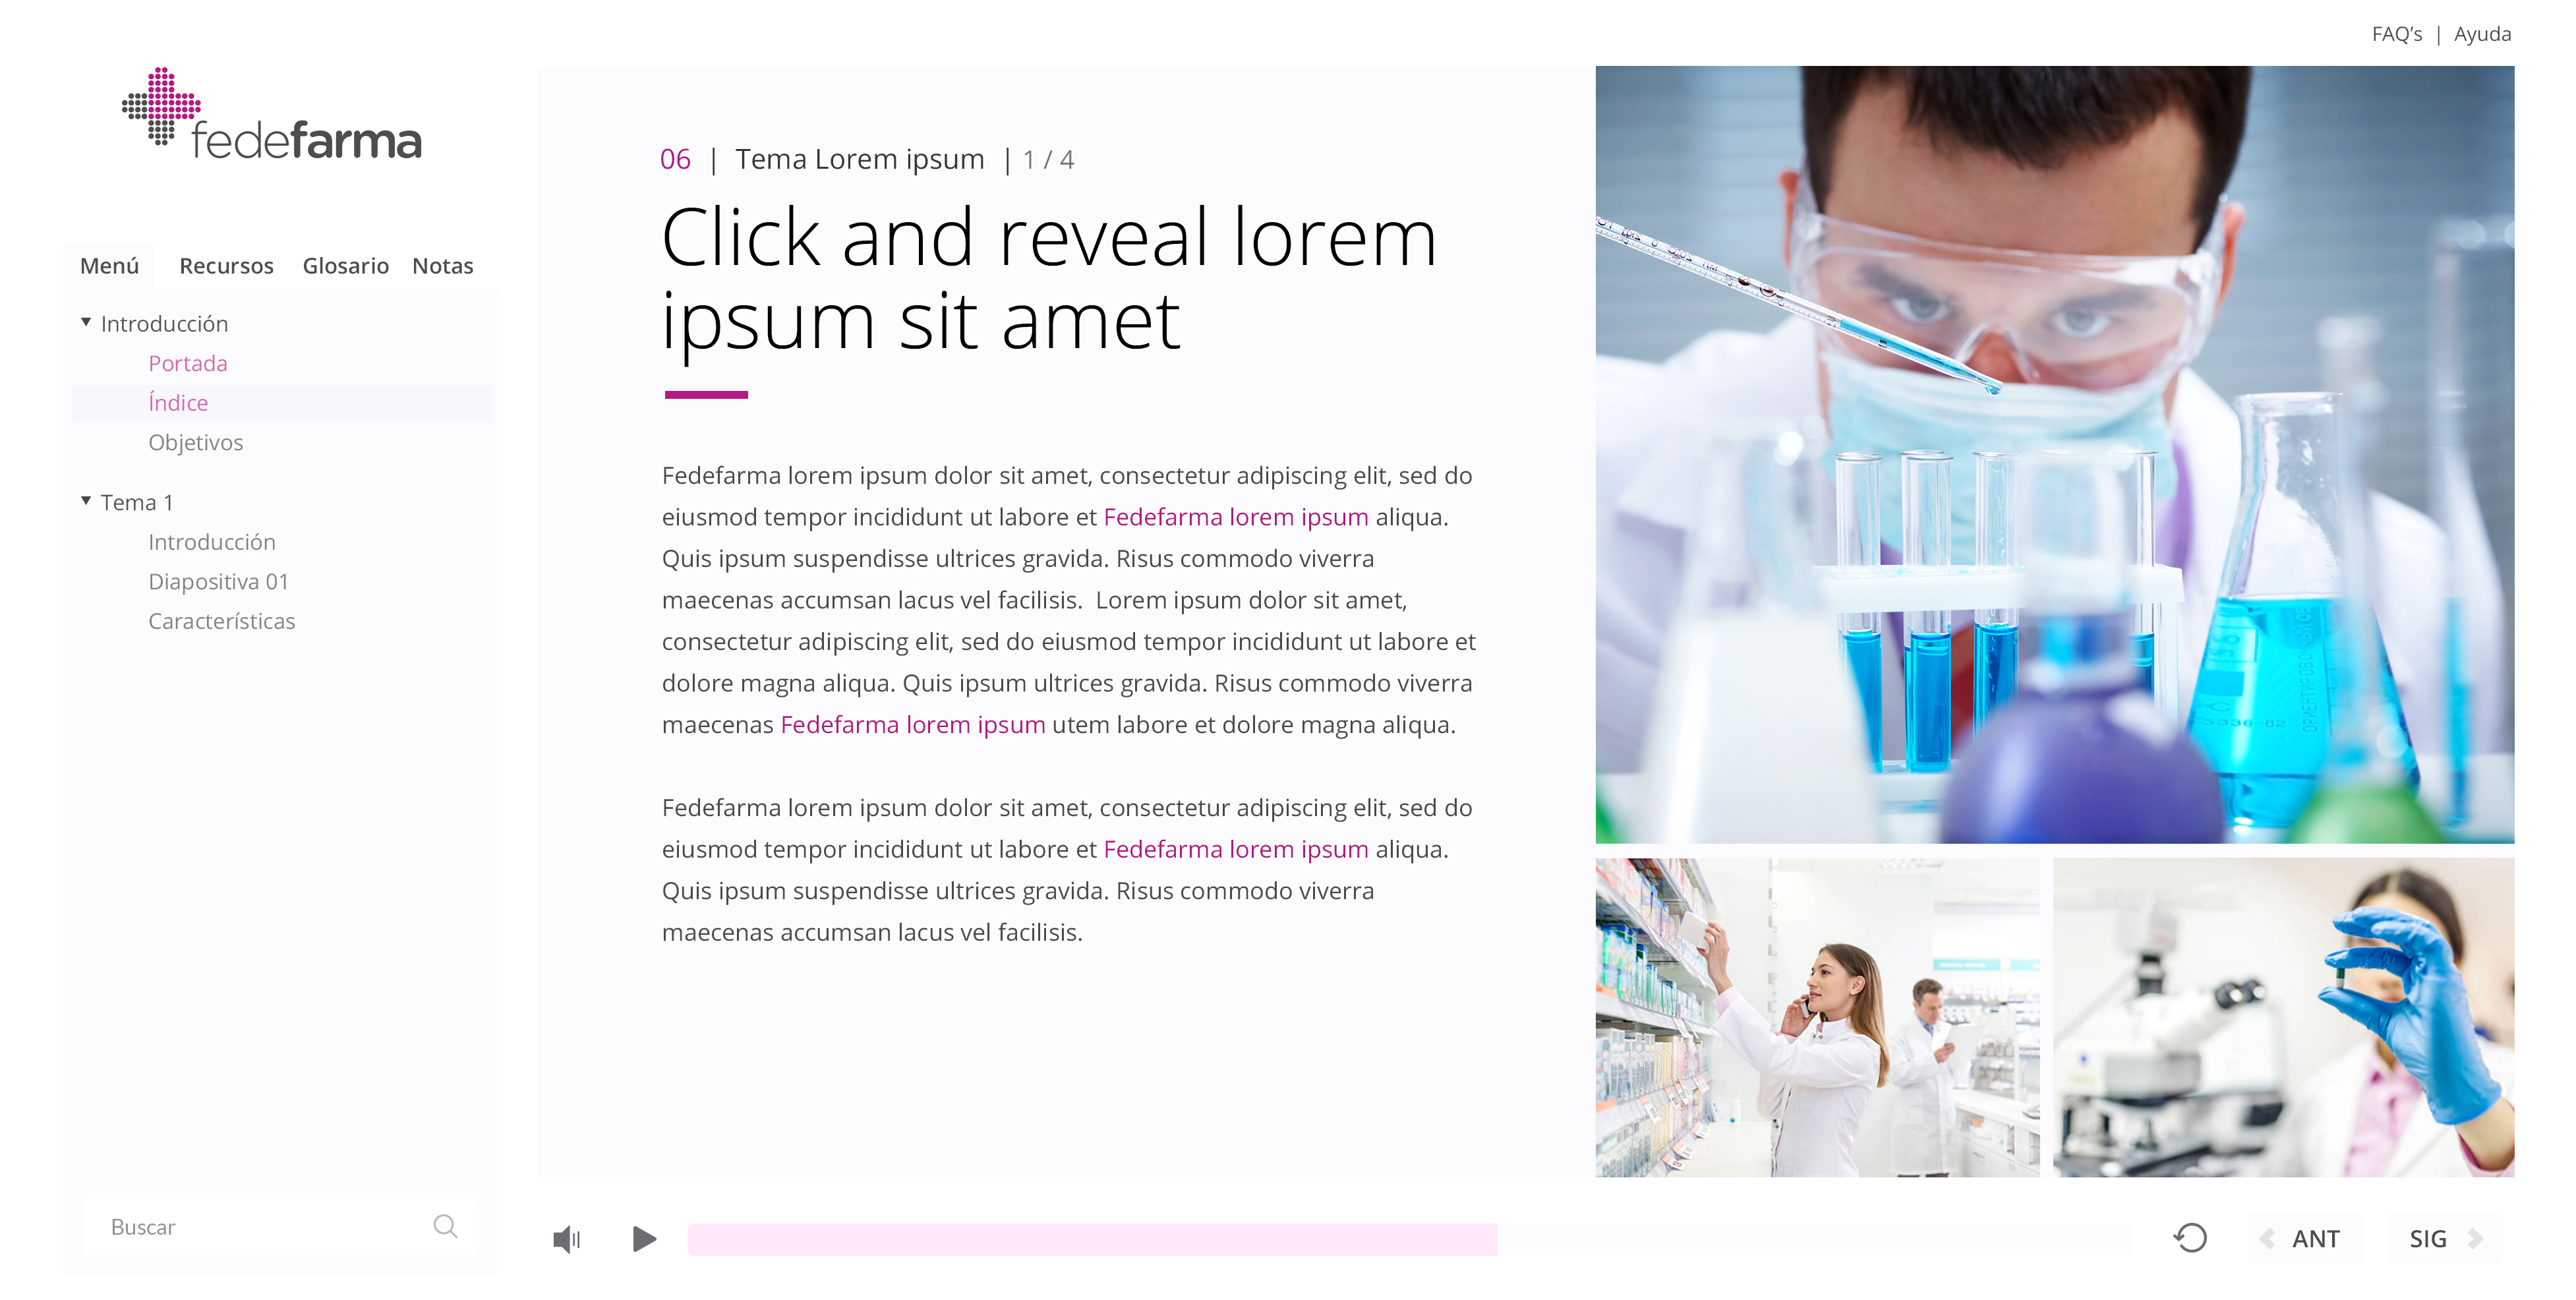 FAQ's | Ayuda
fedefarma
Menú Recursos Glosario Notas
Introducción
Portada
Índice
Objetivos
Tema 1
Introducción
Diapositiva 01
Características
Buscar
06 | Tema Lorem ipsum | 1 / 4
Click and reveal lorem
ipsum sit amet
Fedefarma lorem ipsum dolor sit amet, consectetur adipiscing elit, sed do
eiusmod tempor incididunt ut labore et Fedefarma lorem ipsum aliqua.
Quis ipsum suspendisse ultrices gravida. Risus commodo viverra
maecenas accumsan lacus vel facilisis. Lorem ipsum dolor sit amet,
consectetur adipiscing elit, sed do eiusmod tempor incididunt ut labore et
dolore magna aliqua. Quis ipsum ultrices gravida. Risus commodo viverra
maecenas Fedefarma lorem ipsum utem labore et dolore magna aliqua.
Fedefarma lorem ipsum dolor sit amet, consectetur adipiscing elit, sed do
eiusmod tempor incididunt ut labore et Fedefarma lorem ipsum aliqua.
Quis ipsum suspendisse ultrices gravida. Risus commodo viverra
maecenas accumsan lacus vel facilisis.
ANT SIG